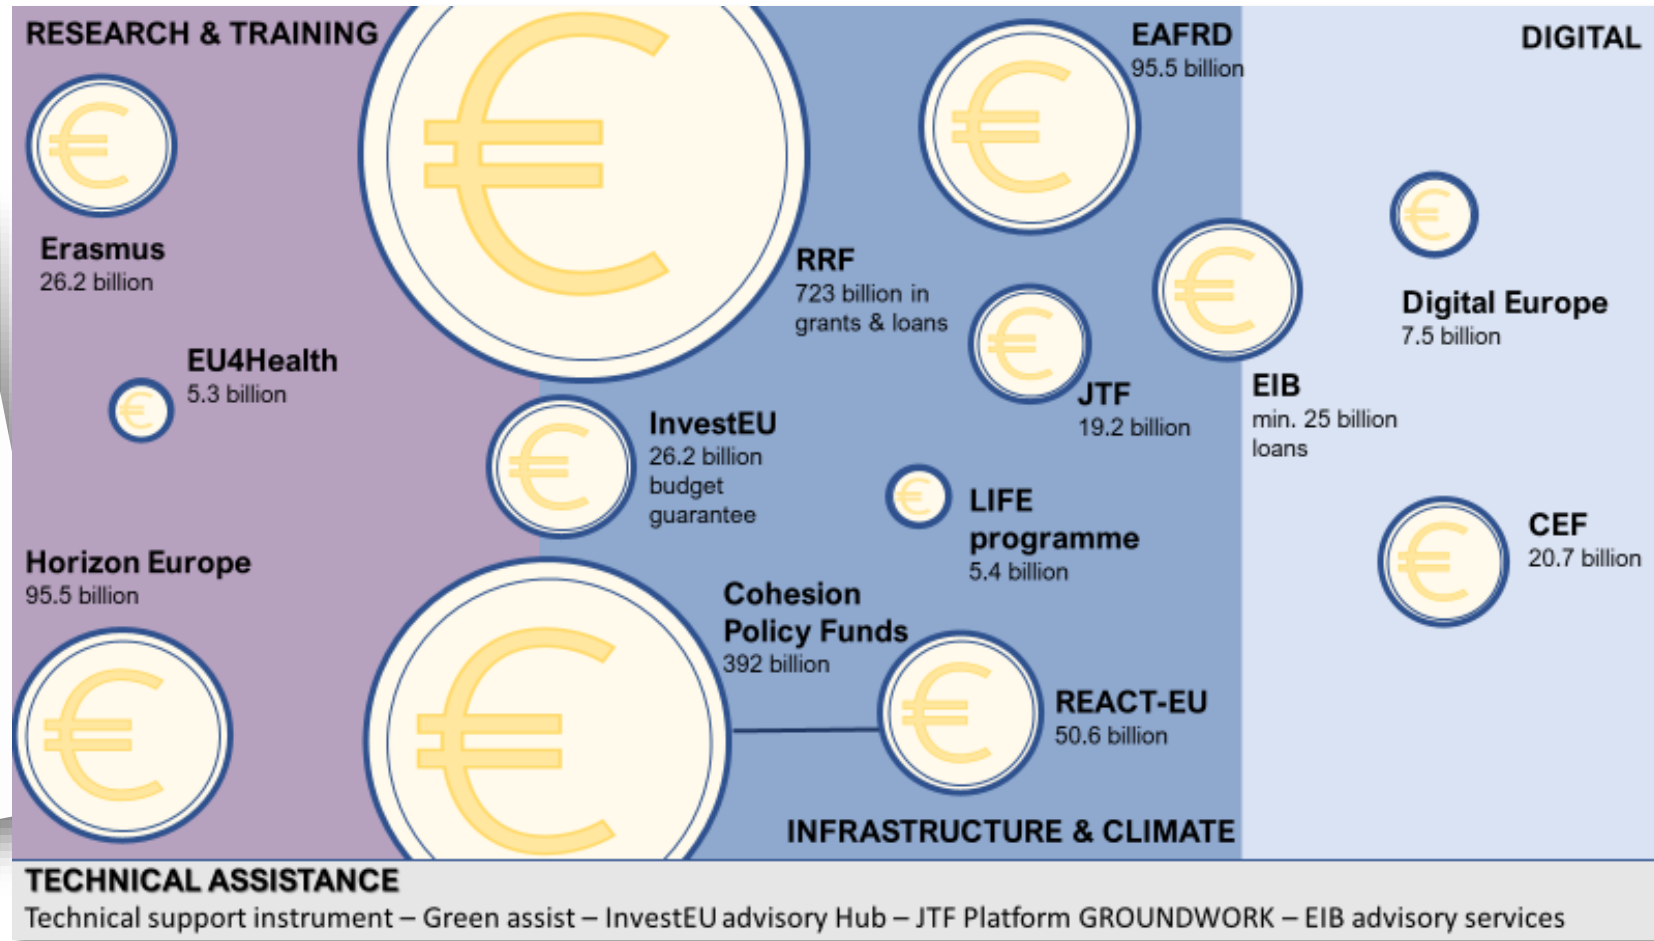 RESEARCH & TRAINING
Erasmus
26.2 billion
EU4Health
5.3 billion
Horizon Europe
95.5 billion
RRF
723 billion in
grants & loans
InvestEU
26.2 billion
budget
guarantee
Cohesion
Policy Funds
392 billion
EAFRD
95.5 billion
JTF
19.2 billion
LIFE
programme
5.4 billion
REACT-EU
50.6 billion
INFRASTRUCTURE & CLIMATE
DIGITAL
Digital Europe
7.5 billion
EIB
min. 25 billion
loans
CEF
20.7 billion
TECHNICAL ASSISTANCE
Technical support instrument – Green assist – InvestEU advisory Hub – JTF Platform GROUNDWORK – EIB advisory services